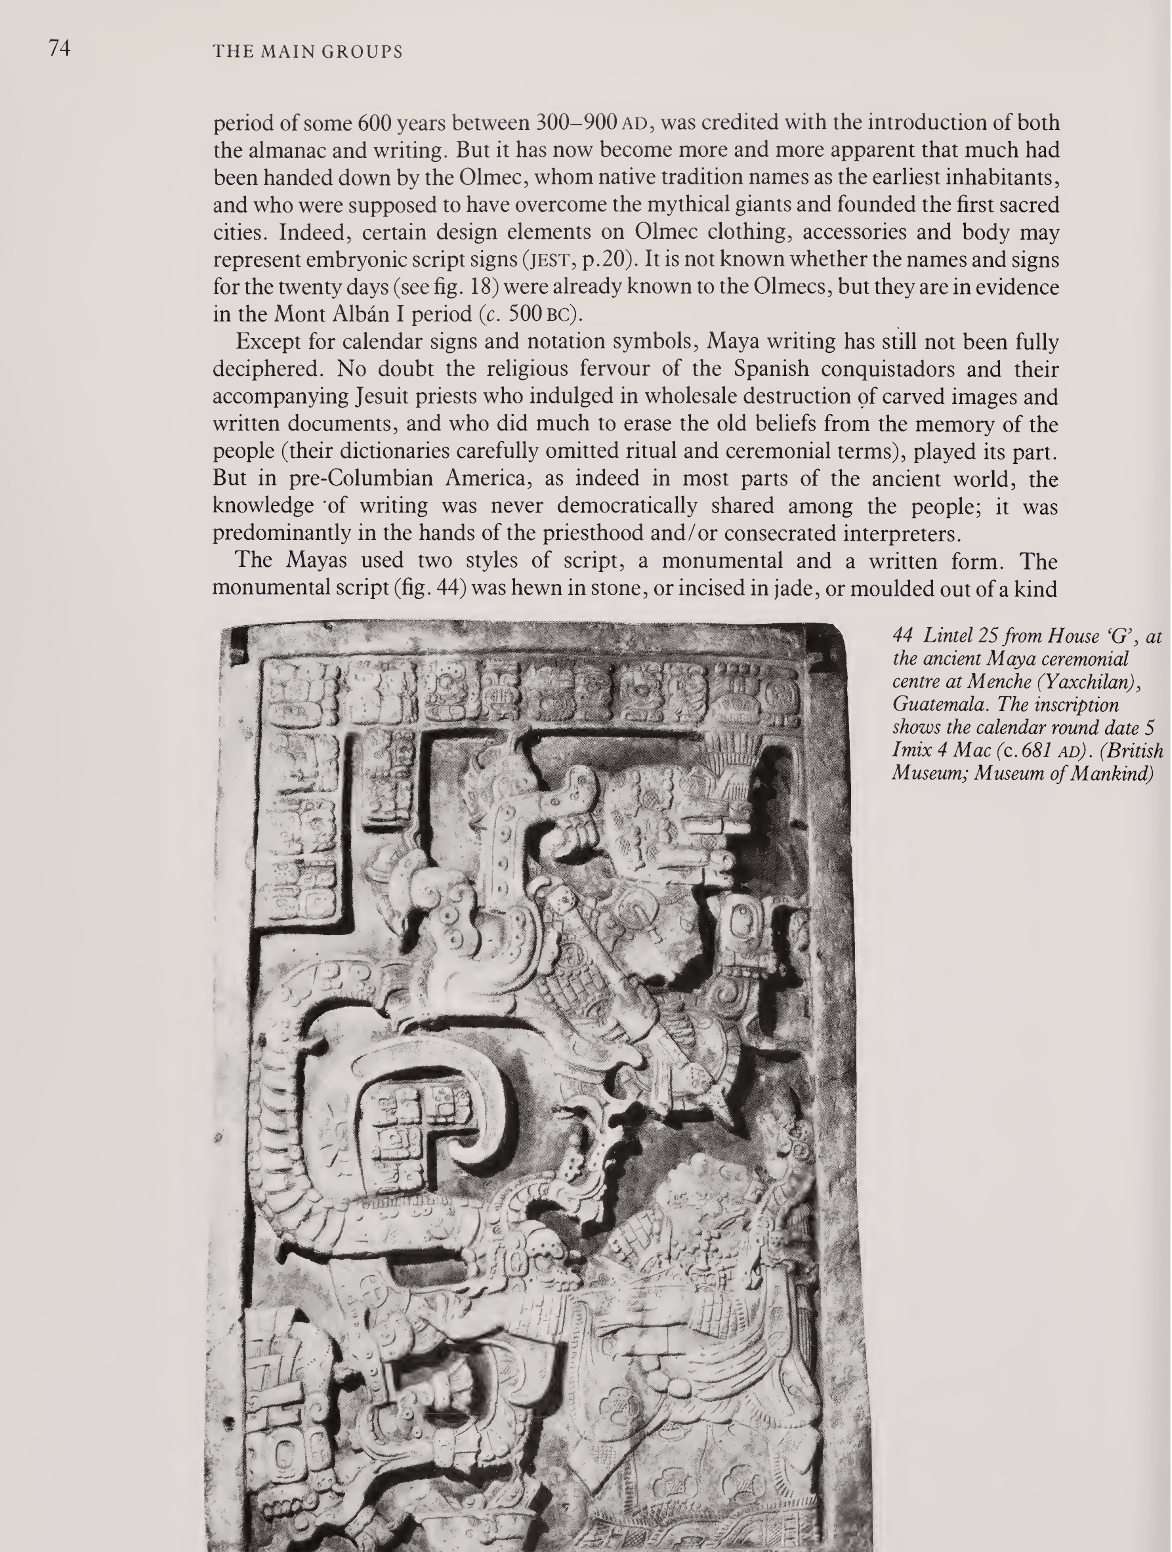 74
THE MAIN GROUPS
period of some 600 years between 300–900 AD, was credited with the introduction of both
the almanac and writing. But it has now become more and more apparent that much had
been handed down by the Olmec, whom native tradition names as the earliest inhabitants,
and who were supposed to have overcome the mythical giants and founded the first sacred
cities. Indeed, certain design elements on Olmec clothing, accessories and body may
represent embryonic script signs (JEST, p.20). It is not known whether the names and signs
for the twenty days (see fig. 18) were already known to the Olmecs, but they are in evidence
in the Mont Albán I period (c. 500 BC).
Except for calendar signs and notation symbols, Maya writing has still not been fully
deciphered. No doubt the religious fervour of the Spanish conquistadors and their
accompanying Jesuit priests who indulged in wholesale destruction of carved images and
written documents, and who did much to erase the old beliefs from the memory of the
people (their dictionaries carefully omitted ritual and ceremonial terms), played its part.
But in pre-Columbian America, as indeed in most parts of the ancient world, the
knowledge of writing was never democratically shared among the people; it was
predominantly in the hands of the priesthood and/or consecrated interpreters.
The Mayas used two styles of script, a monumental and a written form. The
monumental script (fig. 44) was hewn in stone, or incised in jade, or moulded out of a kind
44 Lintel 25 from House ‘G’, at
the ancient Maya ceremonial
centre at Menche (Yaxchilan),
Guatemala. The inscription
shows the calendar round date 5
Imix 4 Mac (c. 681 AD). (British
Museum; Museum of Mankind)